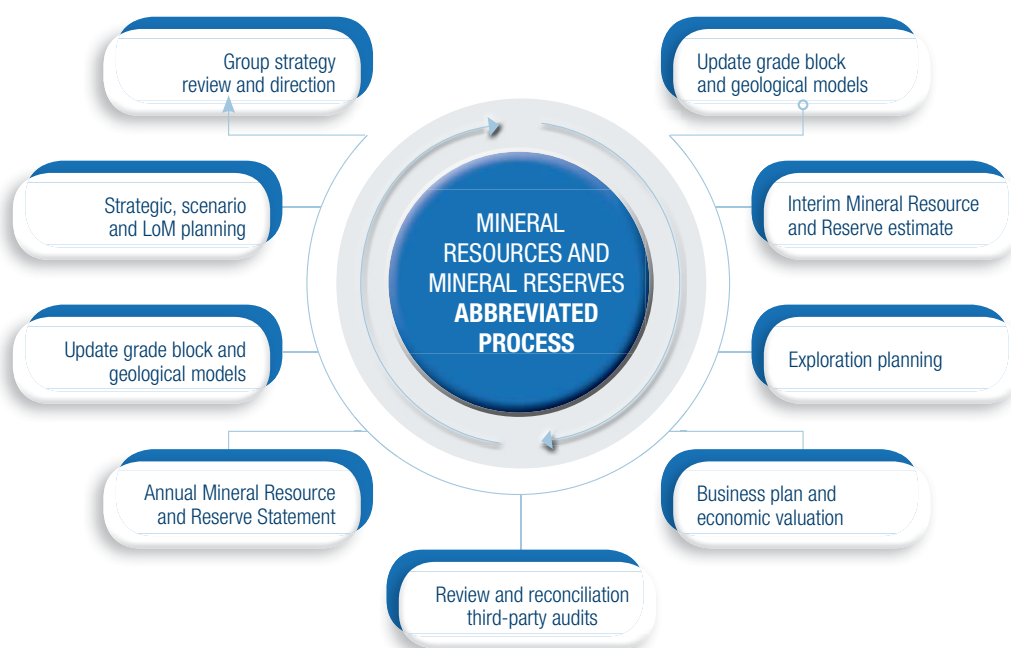 Group strategy
review and direction
Update grade block
and geological models
Strategic, scenario
and LoM planning
MINERAL
RESOURCES AND
MINERAL RESERVES
ABBREVIATED
PROCESS
Interim Mineral Resource
and Reserve estimate
Update grade block and
geological models
Exploration planning
Annual Mineral Resource
and Reserve Statement
Business plan and
economic valuation
Review and reconciliation
third-party audits